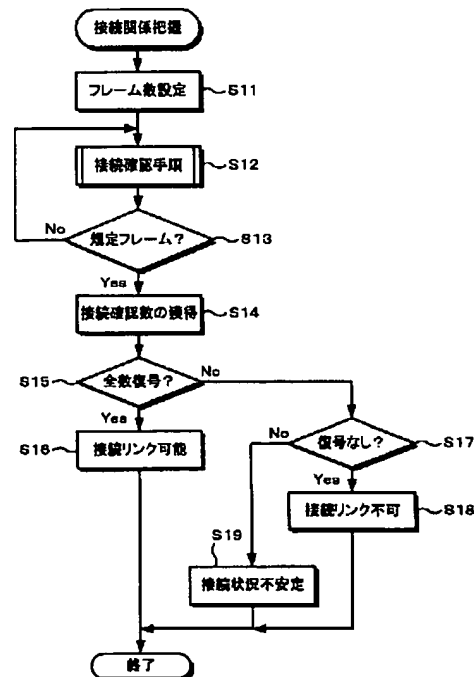 接続関係把握
フレーム数設定
S11
接続確認手順
S12
No
規定フレーム?
S13
Yes
接続確認数の獲得
S14
S15
全数復号?
No
Yes
S16
接続リンク可能
No
復号なし?
S17
Yes
接続リンク不可
S18
S19
接続状況不安定
終了